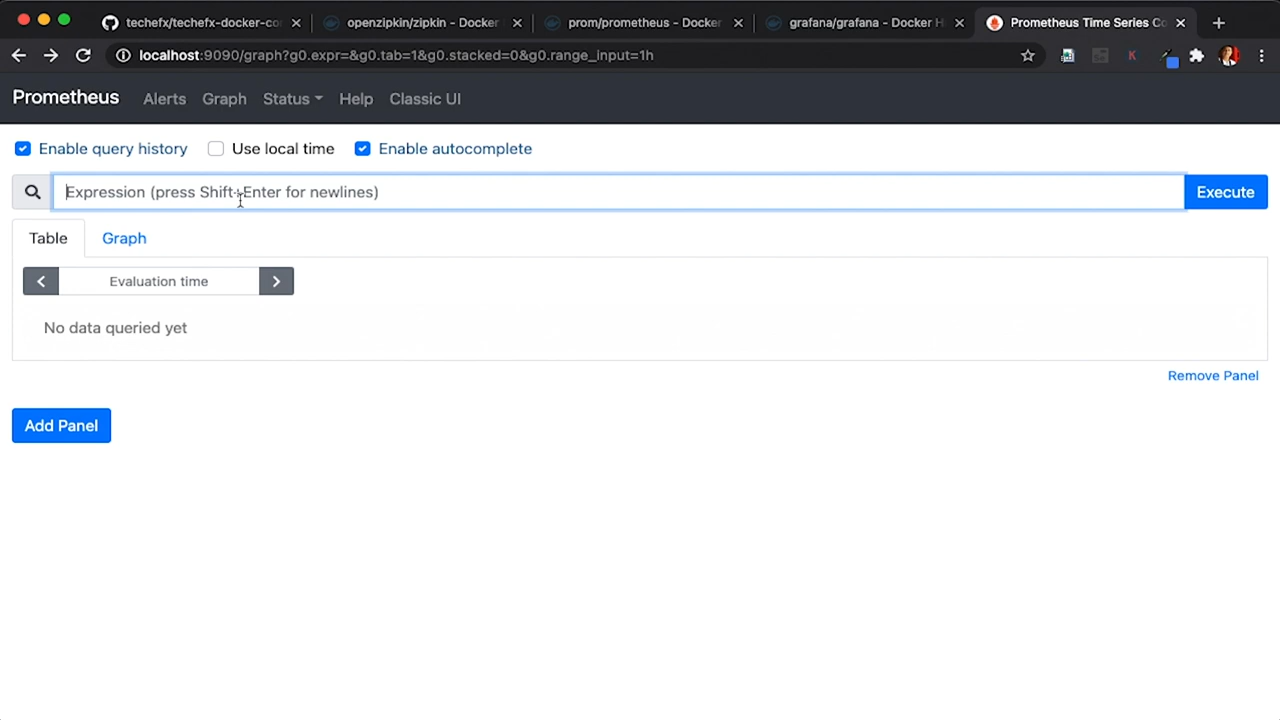 techefx/techefx-docker-co
openzipkin/zipkin - Docker
prom/prometheus - Docker
grafana/grafana - Docker H
Prometheus Time Series Co
localhost:9090/graph?g0.expr=&g0.tab=1&g0.stacked=0&g0.range_input=1h
Prometheus Alerts Graph Status Help Classic UI
Enable query history Use local time Enable autocomplete
Expression (press Shift+Enter for newlines) Execute
Table Graph
Evaluation time
No data queried yet
Remove Panel
Add Panel